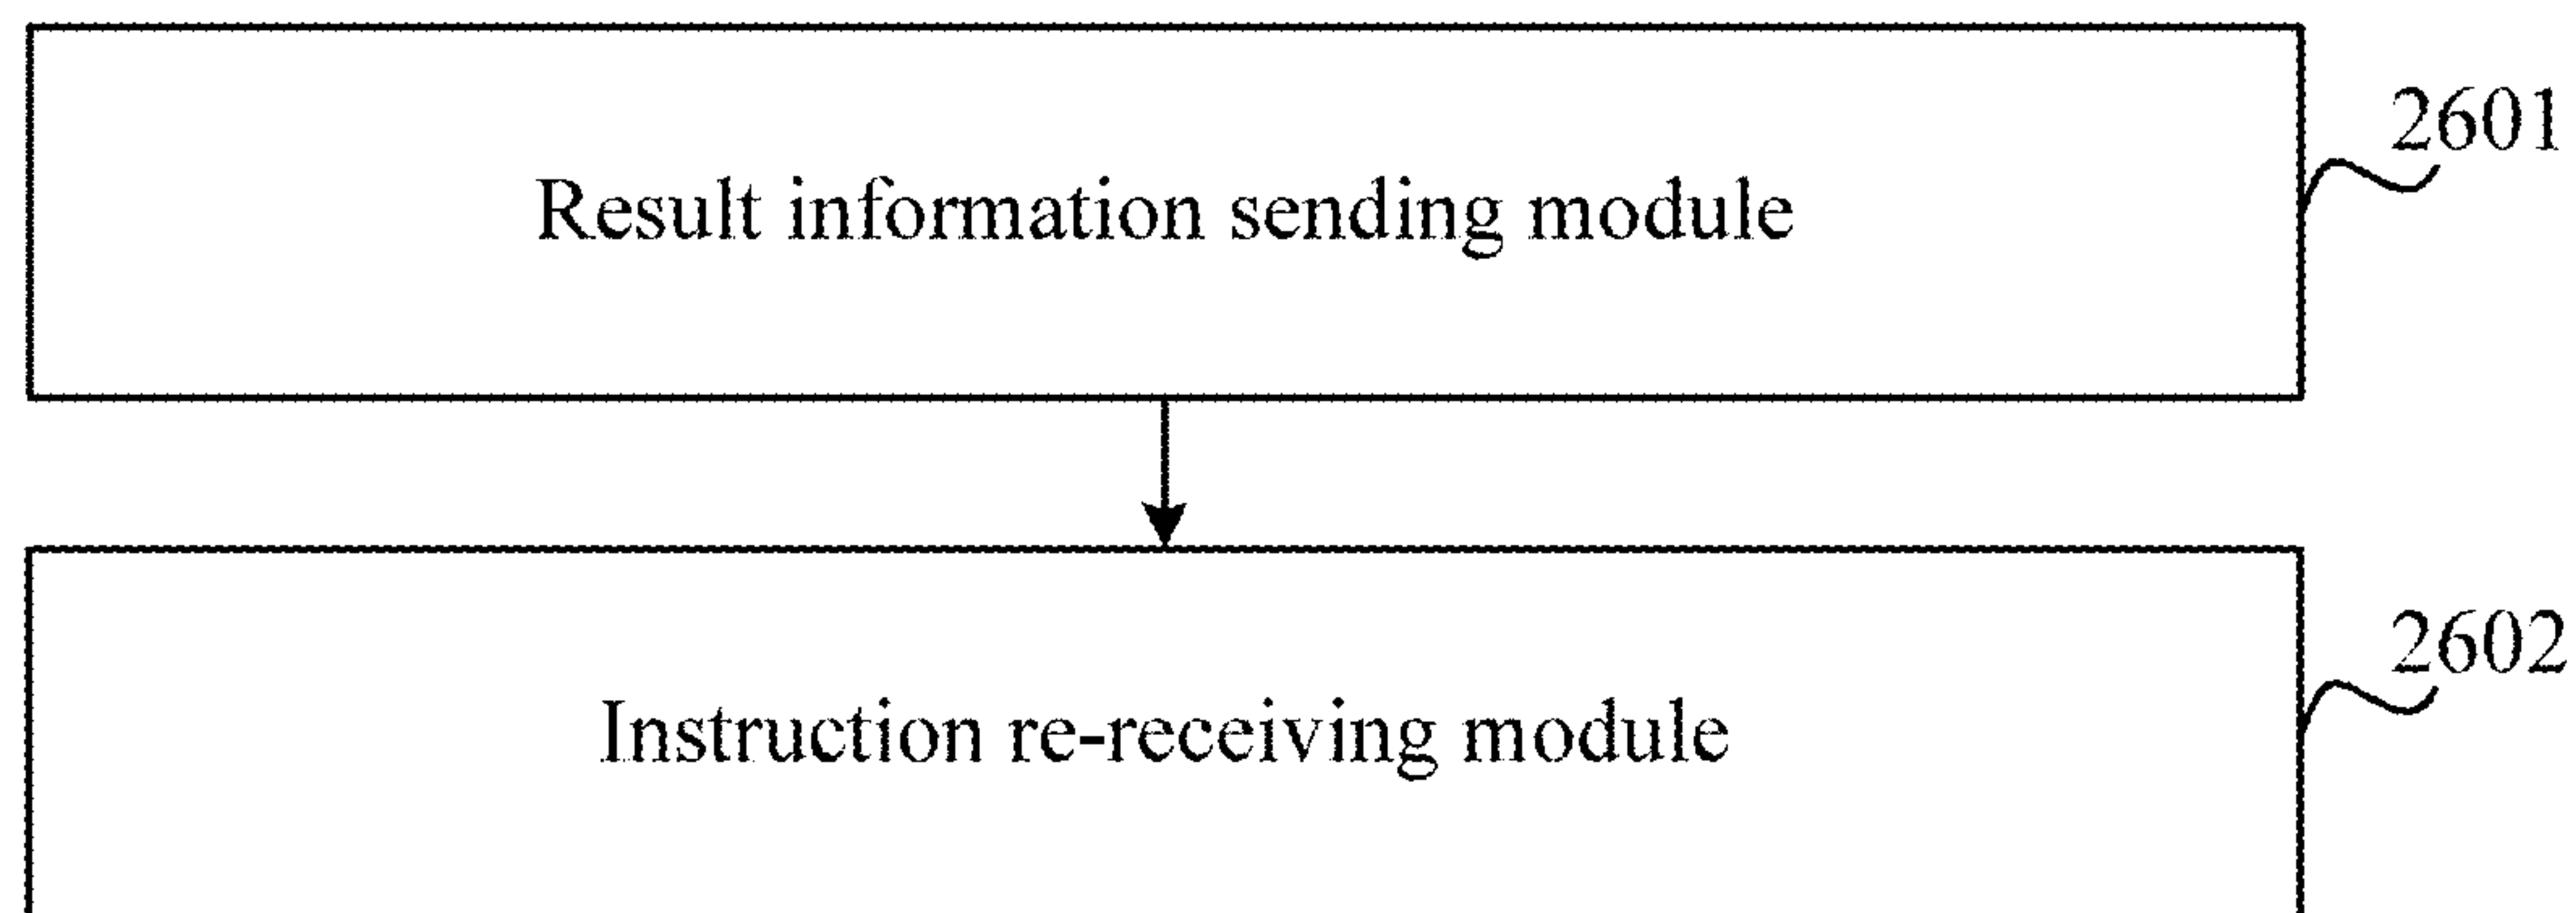 2601
Result information sending module
2602
Instruction re-receiving module